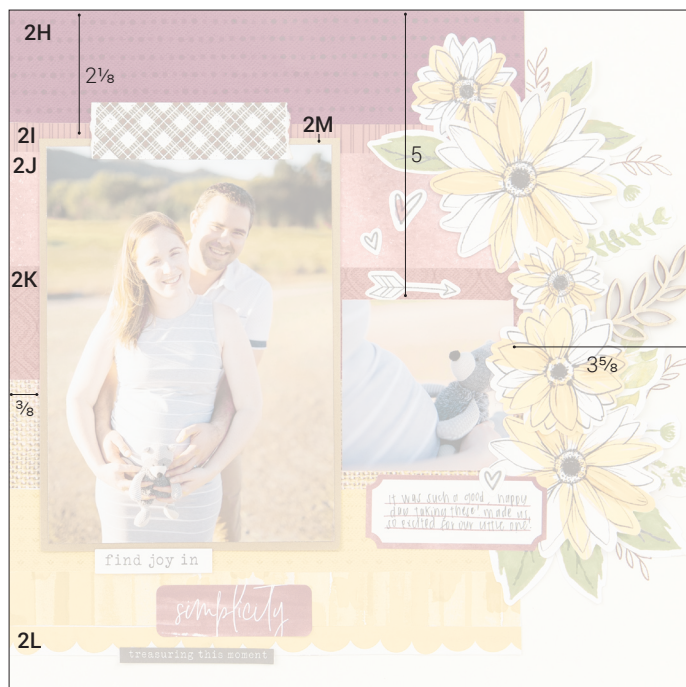 2H
2⅛
2I
2M
2J
5
2K
3⅝
⅜
it was such a good, happy
day taking these! made us
so excited for our little one!
find joy in
simplicity
2L
treasuring this moment